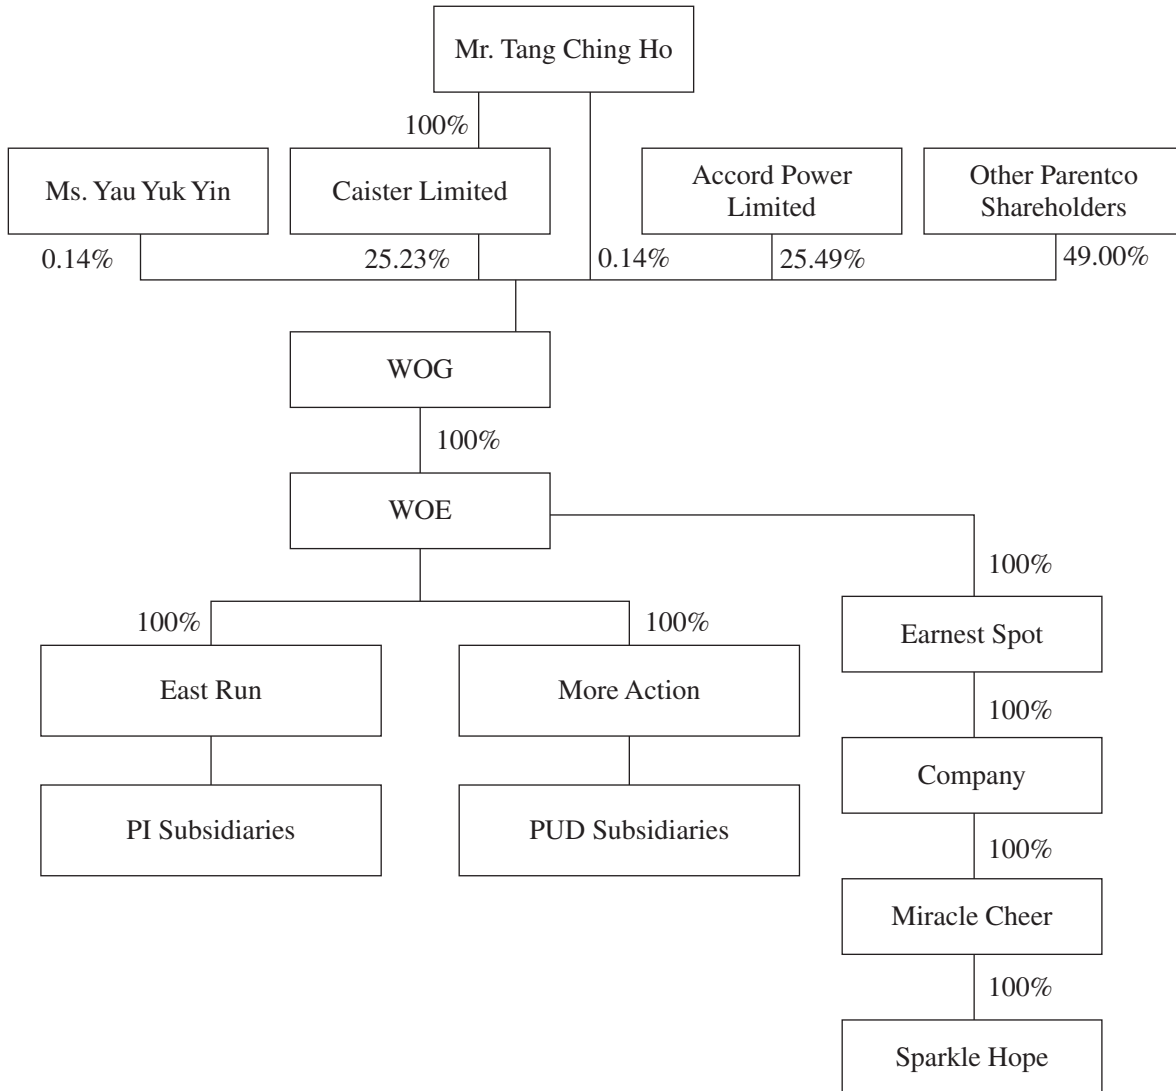 Mr. Tang Ching Ho
100%
Ms. Yau Yuk Yin
Caister Limited
Accord Power
Limited
Other Parentco
Shareholders
0.14%
25.23%
0.14%
25.49%
49.00%
WOG
100%
WOE
100%
100%
100%
East Run
More Action
Earnest Spot
100%
PI Subsidiaries
PUD Subsidiaries
Company
100%
Miracle Cheer
100%
Sparkle Hope